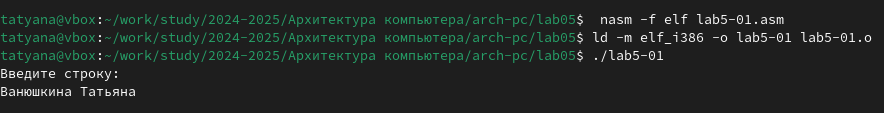 tatyana@vbox:~/work/study/2024-2025/Архитектура компьютера/arch-pc/lab05$  nasm -f elf lab5-01.asm
tatyana@vbox:~/work/study/2024-2025/Архитектура компьютера/arch-pc/lab05$ ld -m elf_i386 -o lab5-01 lab5-01.o
tatyana@vbox:~/work/study/2024-2025/Архитектура компьютера/arch-pc/lab05$ ./lab5-01
Введите строку:
Ванюшкина Татьяна